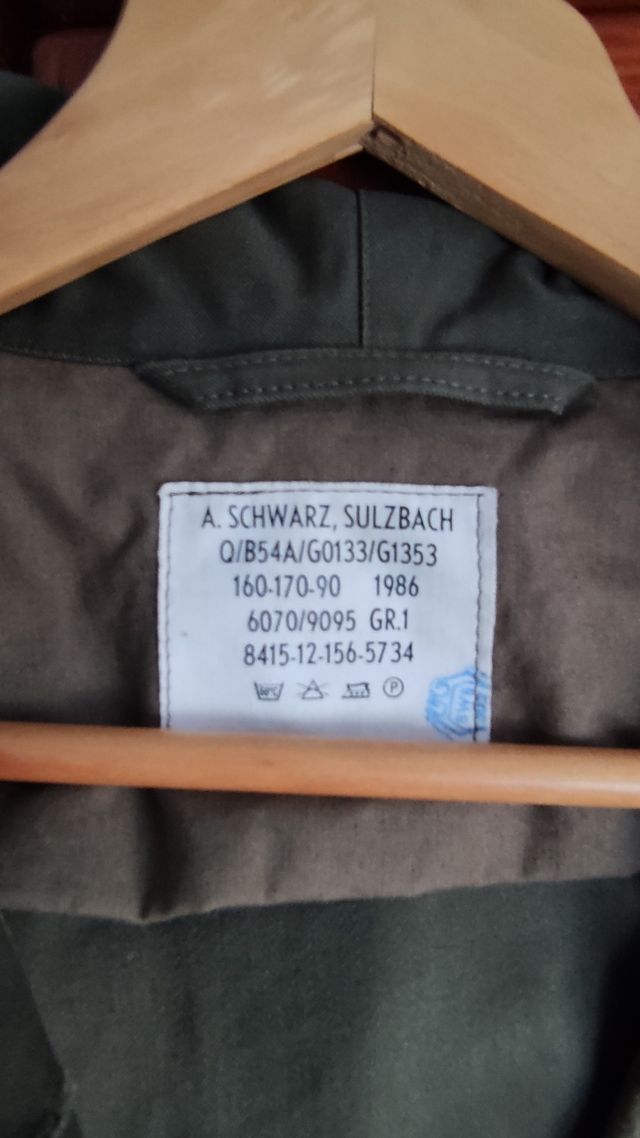 A. SCHWARZ, SULZBACH
Q/B54A/G0133/G1353
160-170-90 1986
6070/9095 GR.1
8415-12-156-5734
P